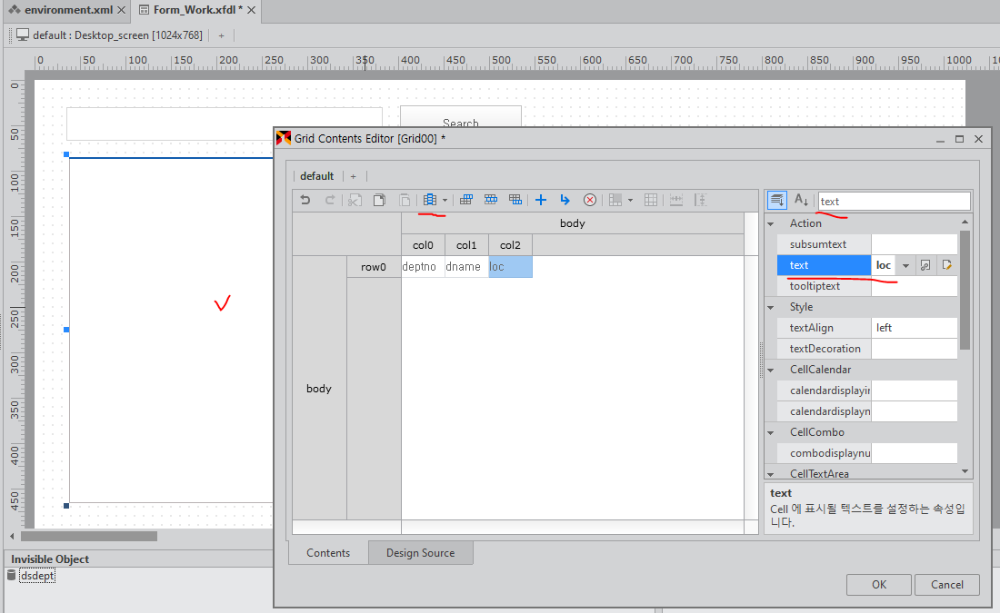 environment.xml
Form_Work.xfdl *
default : Desktop_screen [1024x768]
+
0 50 100 150 200 250 300 350 400 450 500 550 600 650 700 750 800 850 900 950 1000
0
50
100
150
200
250
300
350
400
450
Search
Grid Contents Editor [Grid00] *
default
+
body
col0 col1 col2
row0 deptno dname loc
body
text
Action
subsumtext
text loc
tooltiptext
Style
textAlign left
textDecoration
CellCalendar
calendardisplayin
calendardisplayn
CellCombo
combodisplaynu
CellTextArea
text
Cell 에 표시될 텍스트를 설정하는 속성입
니다.
Contents
Design Source
OK
Cancel
Invisible Object
dsdept